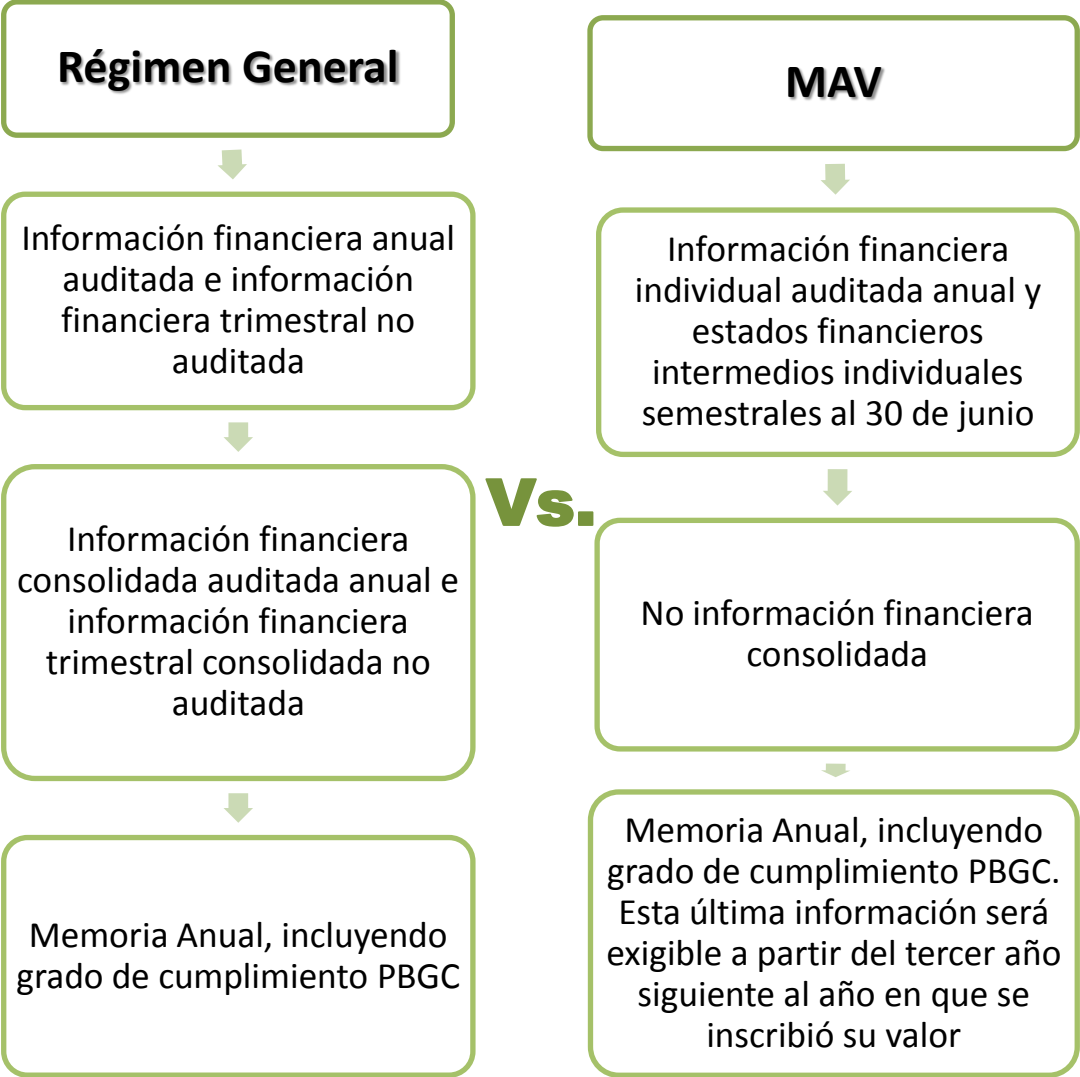 Régimen General
Información financiera anual
auditada e información
financiera trimestral no
auditada
Información financiera
consolidada auditada anual e
información financiera
trimestral consolidada no
auditada
Memoria Anual, incluyendo
grado de cumplimiento PBGC
Vs.
MAV
Información financiera
individual auditada anual y
estados financieros
intermedios individuales
semestrales al 30 de junio
No información financiera
consolidada
Memoria Anual, incluyendo
grado de cumplimiento PBGC.
Esta última información será
exigible a partir del tercer año
siguiente al año en que se
inscribió su valor